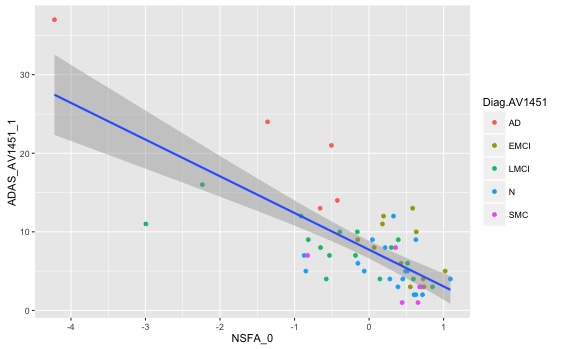 ADAS_AV1451_1
30
20
10
0
-4
-3
-2
-1
0
1
NSFA_0
Diag.AV1451
AD
EMCI
LMCI
N
SMC